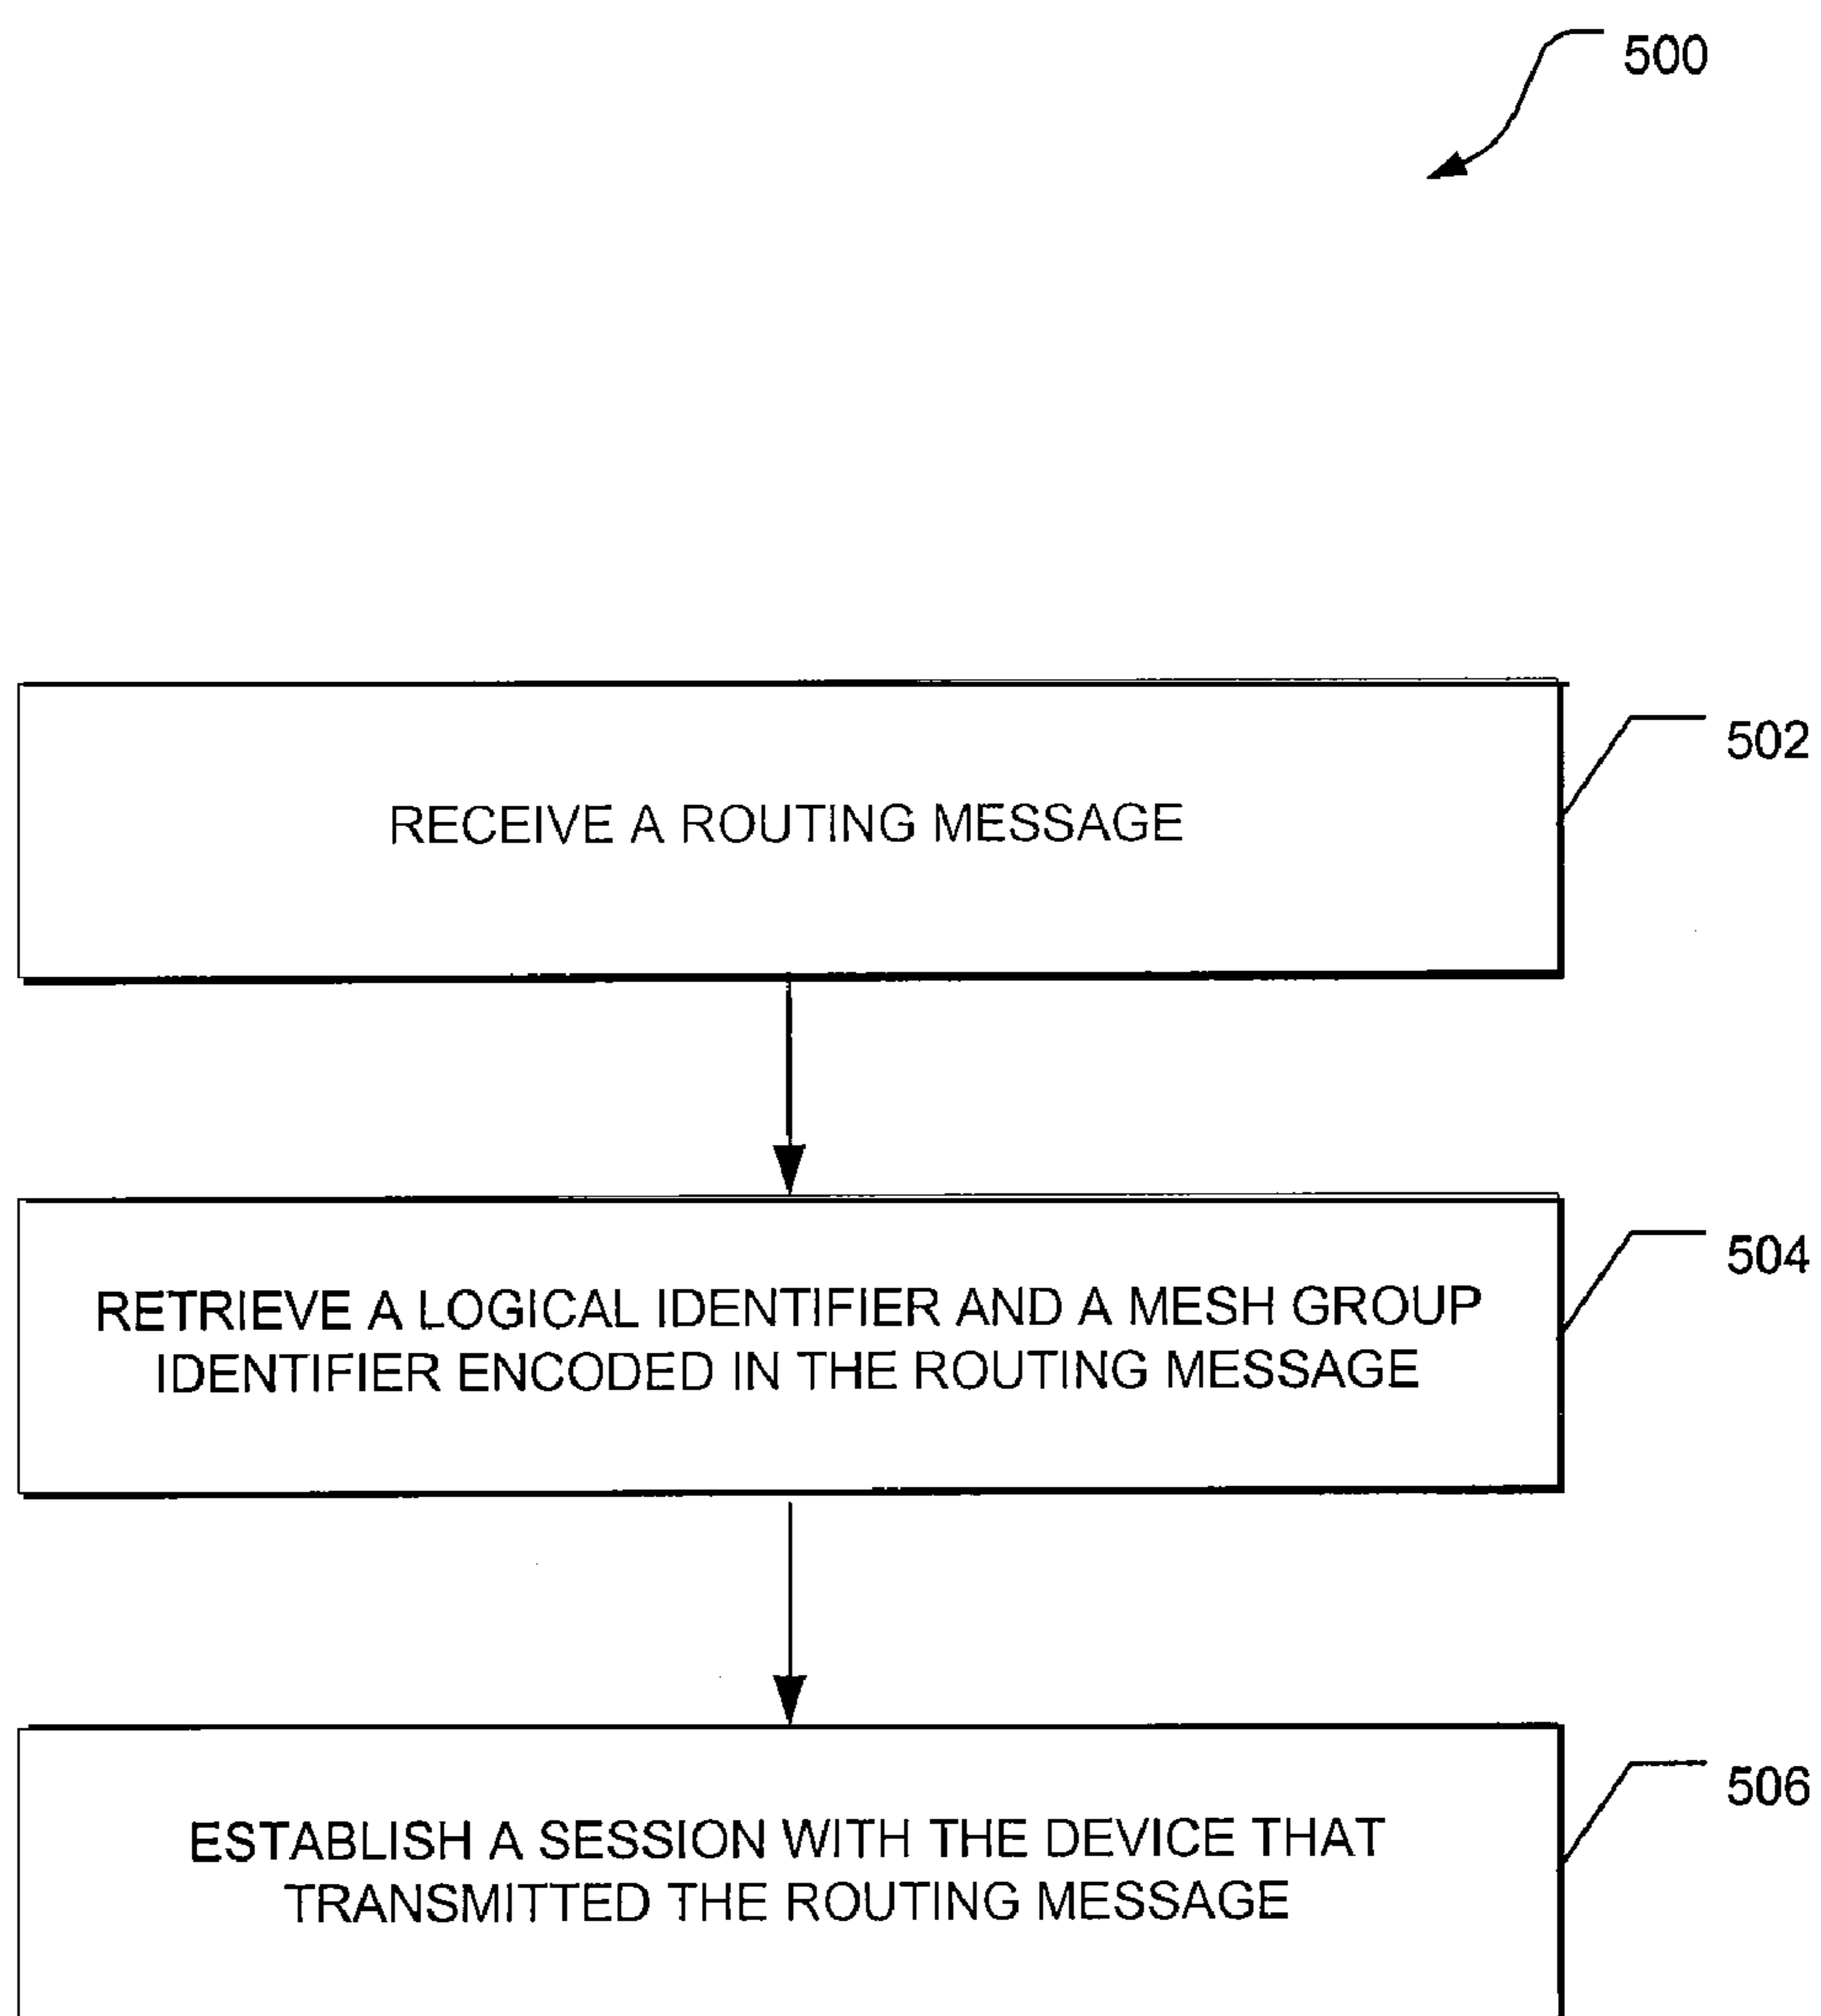 500
RECEIVE A ROUTING MESSAGE
502
RETRIEVE A LOGICAL IDENTIFIER AND A MESH GROUP
IDENTIFIER ENCODED IN THE ROUTING MESSAGE
504
ESTABLISH A SESSION WITH THE DEVICE THAT
TRANSMITTED THE ROUTING MESSAGE
506